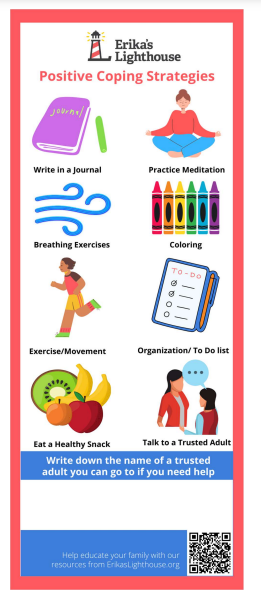 Erika's
Lighthouse
Positive Coping Strategies
Journal
Write in a Journal
Practice Meditation
Breathing Exercises
Coloring
TO-DO
Exercise/Movement
Organization/ To Do list
Eat a Healthy Snack
Talk to a Trusted Adult
Write down the name of a trusted
adult you can go to if you need help
Help educate your family with our
resources from ErikasLighthouse.org